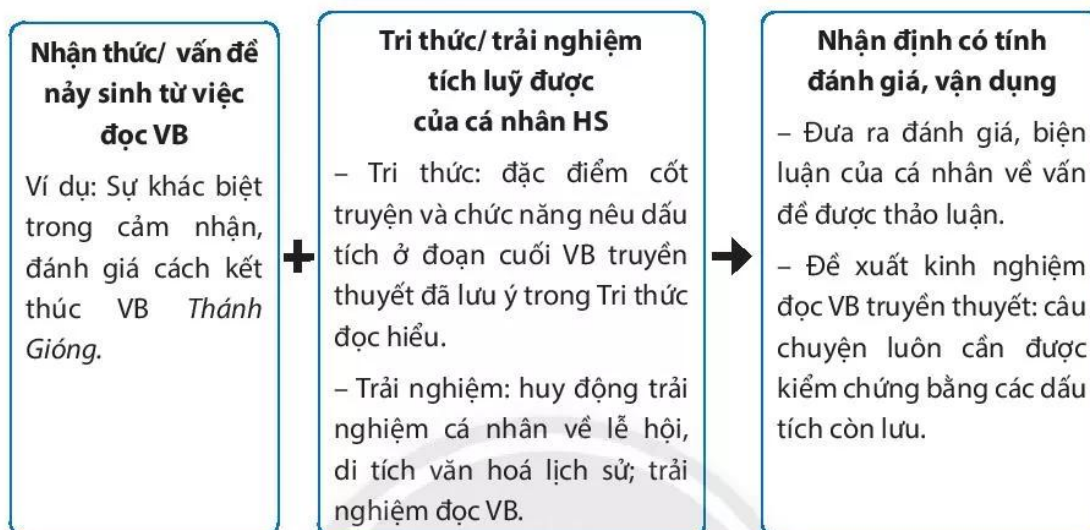 Nhận thức/ vấn đề
nảy sinh từ việc
đọc VB
Ví dụ: Sự khác biệt
trong cảm nhận,
đánh giá cách kết
thúc VB Thánh
Gióng.
+
Tri thức/ trải nghiệm
tích luỹ được
của cá nhân HS
– Tri thức: đặc điểm cốt
truyện và chức năng nêu dấu
tích ở đoạn cuối VB truyền
thuyết đã lưu ý trong Tri thức
đọc hiểu.
– Trải nghiệm: huy động trải
nghiệm cá nhân về lễ hội,
di tích văn hoá lịch sử; trải
nghiệm đọc VB.
Nhận định có tính
đánh giá, vận dụng
– Đưa ra đánh giá, biện
luận của cá nhân về vấn
đề được thảo luận.
– Đề xuất kinh nghiệm
đọc VB truyền thuyết: câu
chuyện luôn cần được
kiểm chứng bằng các dấu
tích còn lưu.